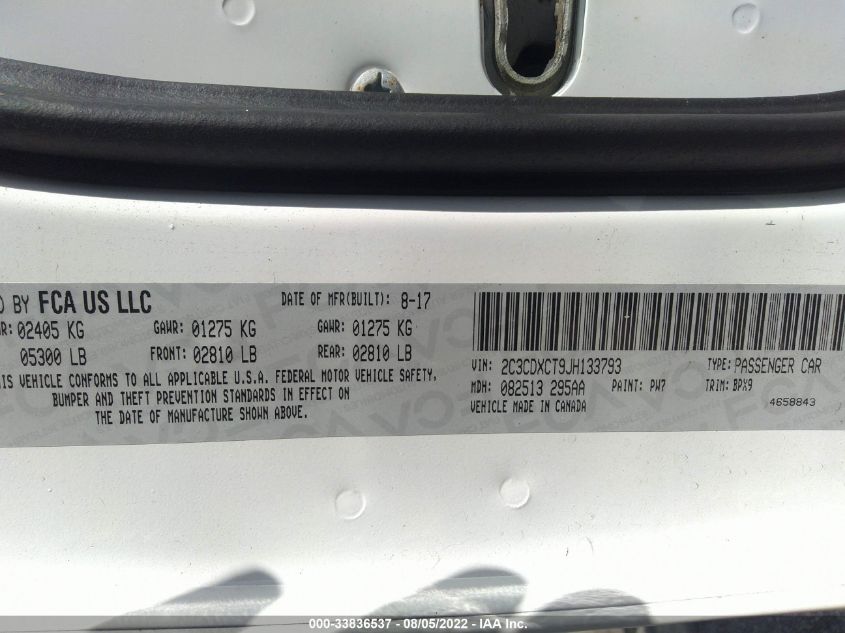 D BY FCA US LLC DATE OF MFR(BUILT): 8-17
R: 02405 KG GAWR: 01275 KG GAWR: 01275 KG
05300 LB FRONT: 02810 LB REAR: 02810 LB
IS VEHICLE CONFORMS TO ALL APPLICABLE U.S.A. FEDERAL MOTOR VEHICLE SAFETY,
BUMPER AND THEFT PREVENTION STANDARDS IN EFFECT ON
THE DATE OF MANUFACTURE SHOWN ABOVE.
VIN: 2C3CDXCT9JH133793 TYPE: PASSENGER CAR
MDH: 082513 295AA PAINT: PW7 TRIM: BPX9
VEHICLE MADE IN CANADA 4658843
000-33836537 - 08/05/2022 - IAA Inc.